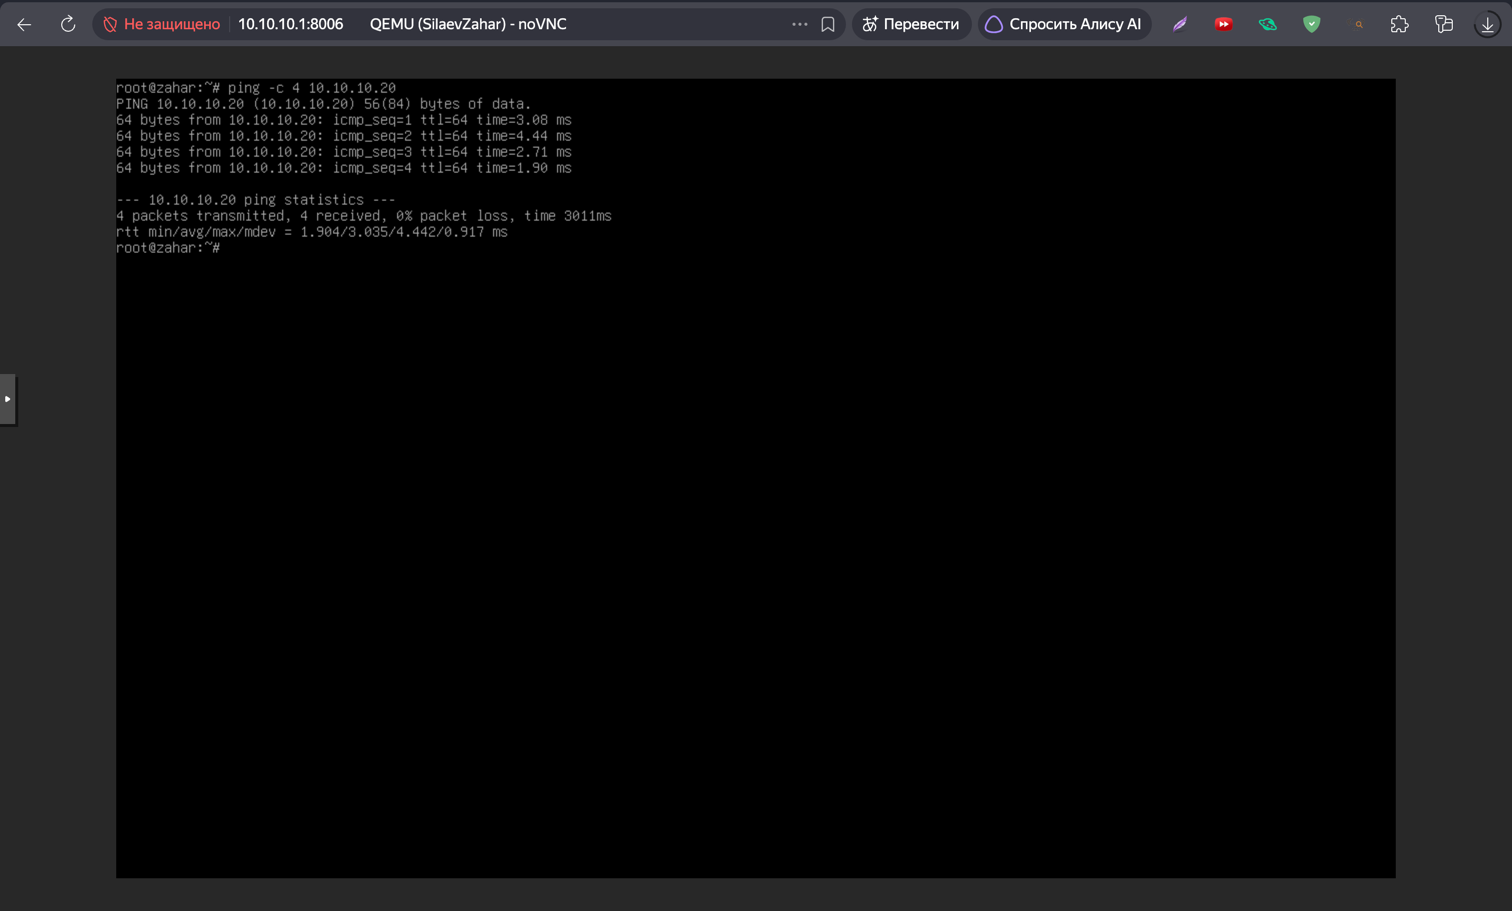 Не защищено 10.10.10.1:8006 QEMU (SilaevZahar) - noVNC Перевести Спросить Алису AI
root@zahar:~# ping -c 4 10.10.10.20
PING 10.10.10.20 (10.10.10.20) 56(84) bytes of data.
64 bytes from 10.10.10.20: icmp_seq=1 ttl=64 time=3.08 ms
64 bytes from 10.10.10.20: icmp_seq=2 ttl=64 time=4.44 ms
64 bytes from 10.10.10.20: icmp_seq=3 ttl=64 time=2.71 ms
64 bytes from 10.10.10.20: icmp_seq=4 ttl=64 time=1.90 ms
--- 10.10.10.20 ping statistics ---
4 packets transmitted, 4 received, 0% packet loss, time 3011ms
rtt min/avg/max/mdev = 1.904/3.035/4.442/0.917 ms
root@zahar:~#